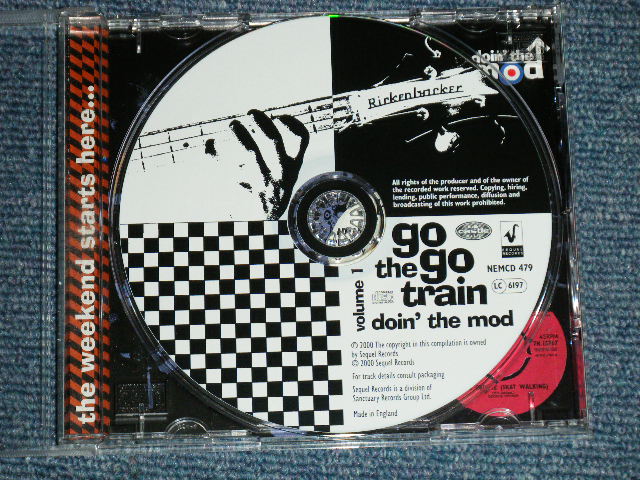 the weekend starts here...
doin' the
mod
Rickenbacker
All rights of the producer and of the owner of
the recorded work reserved. Copying, hiring,
lending, public performance, diffusion and
broadcasting of this work prohibited.
go
the go
train
volume 1
doin' the mod
castle
SEQUEL
RECORDS
NEMCD 479
LC 6197
℗ 2000 The copyright in this compilation is owned
by Sequel Records
© 2000 Sequel Records
For track details consult packaging
Sequel Records is a division of
Sanctuary Records Group Ltd.
Made in England
(SKAT WALKING)